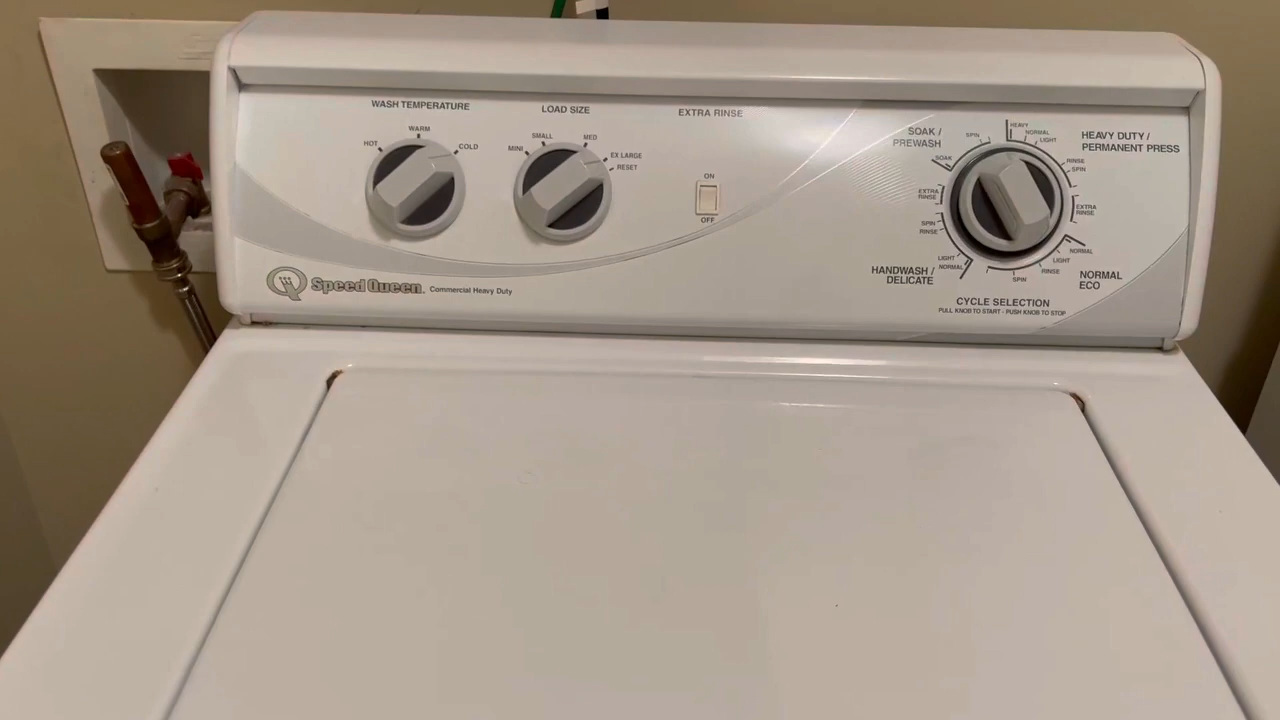 WASH TEMPERATURE
HOT
WARM
COLD
LOAD SIZE
MINI
SMALL
MED
EX LARGE
RESET
EXTRA RINSE
ON
OFF
SOAK /
PREWASH
SPIN
SOAK
EXTRA
RINSE
SPIN
RINSE
LIGHT
NORMAL
HANDWASH /
DELICATE
HEAVY
NORMAL
LIGHT
HEAVY DUTY /
PERMANENT PRESS
RINSE
SPIN
EXTRA
RINSE
NORMAL
LIGHT
RINSE
SPIN
NORMAL
ECO
CYCLE SELECTION
PULL KNOB TO START - PUSH KNOB TO STOP
Speed Queen. Commercial Heavy Duty